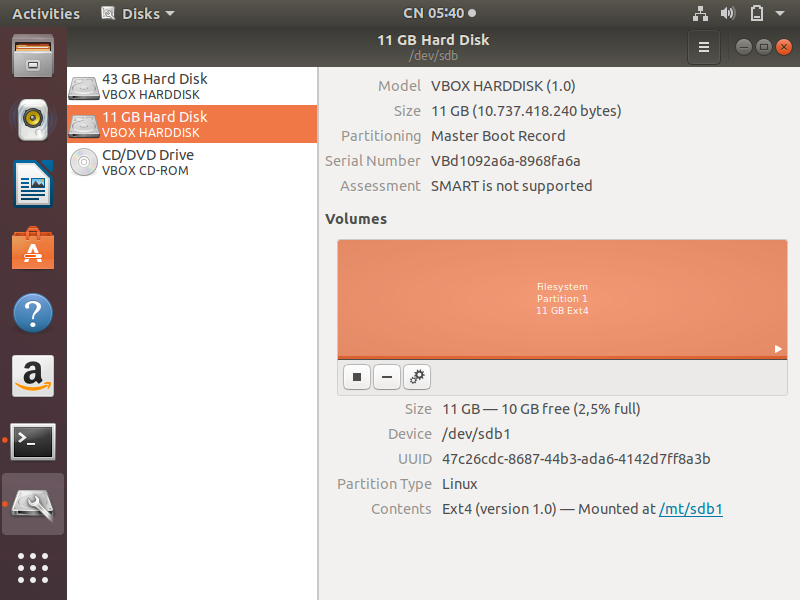 Activities
Disks
CN 05:40
11 GB Hard Disk
/dev/sdb
43 GB Hard Disk
VBOX HARDDISK
11 GB Hard Disk
VBOX HARDDISK
CD/DVD Drive
VBOX CD-ROM
Model VBOX HARDDISK (1.0)
Size 11 GB (10.737.418.240 bytes)
Partitioning Master Boot Record
Serial Number VBd1092a6a-8968fa6a
Assessment SMART is not supported
Volumes
Filesystem
Partition 1
11 GB Ext4
Size 11 GB — 10 GB free (2,5% full)
Device /dev/sdb1
UUID 47c26cdc-8687-44b3-ada6-4142d7ff8a3b
Partition Type Linux
Contents Ext4 (version 1.0) — Mounted at /mt/sdb1